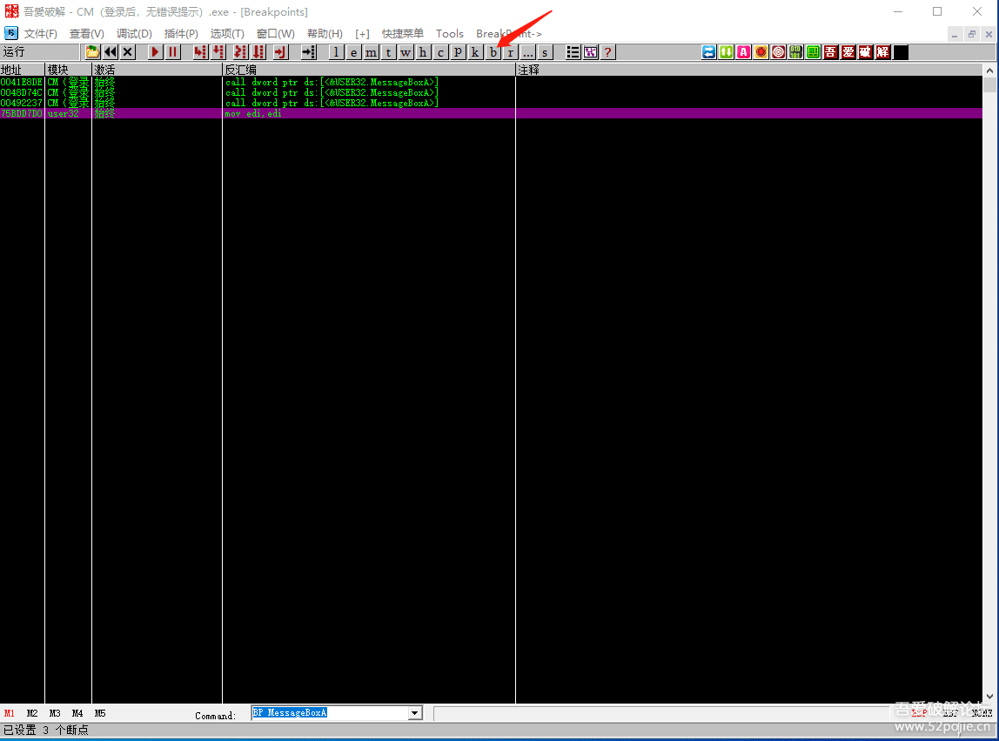 吾愛破解 - CM（登录后，无错误提示）.exe - [Breakpoints]
文件(F) 查看(V) 调试(D) 插件(P) 选项(T) 窗口(W) 帮助(H) [+] 快捷菜单 Tools BreakPoint->
运行 l e m t w h c P k b r ... s ? A 吾 爱 破 解
地址 模块 激活 反汇编 注释
0041E8DE CM（登录 始终 call dword ptr ds:[<&USER32.MessageBoxA>]
0048D74C CM（登录 始终 call dword ptr ds:[<&USER32.MessageBoxA>]
00492237 CM（登录 始终 call dword ptr ds:[<&USER32.MessageBoxA>]
75BDD7D0 user32 始终 mov edi,edi
M1 M2 M3 M4 M5 Command: BP MessageBoxA
吾爱破解论坛
www.52pojie.cn
已设置 3 个断点